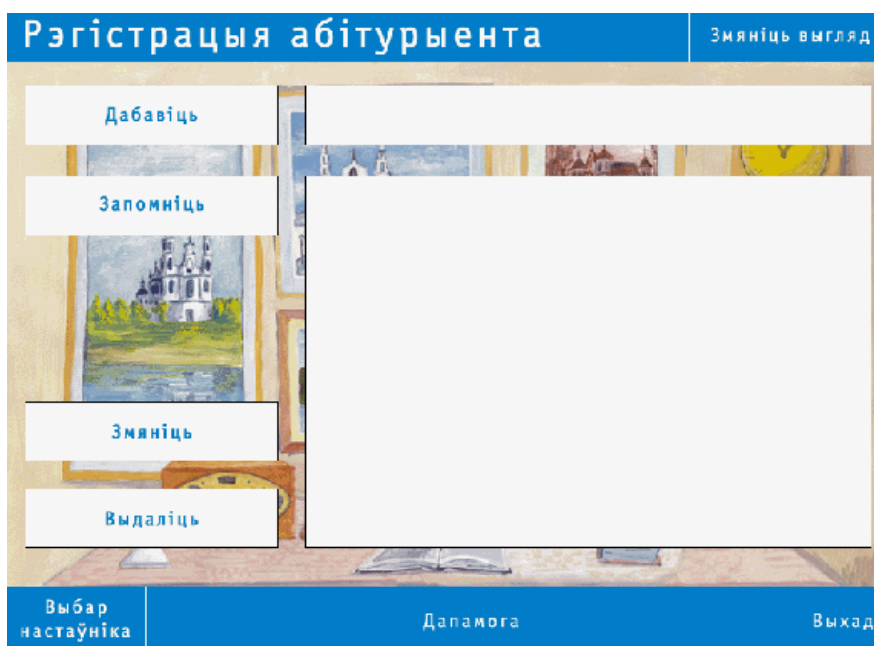 Рэгістрацыя абітурыента
Змяніць выгляд
Дабавіць
Запомніць
Змяніць
Выдаліць
Выбар
настаўніка
Дапамога
Выхад